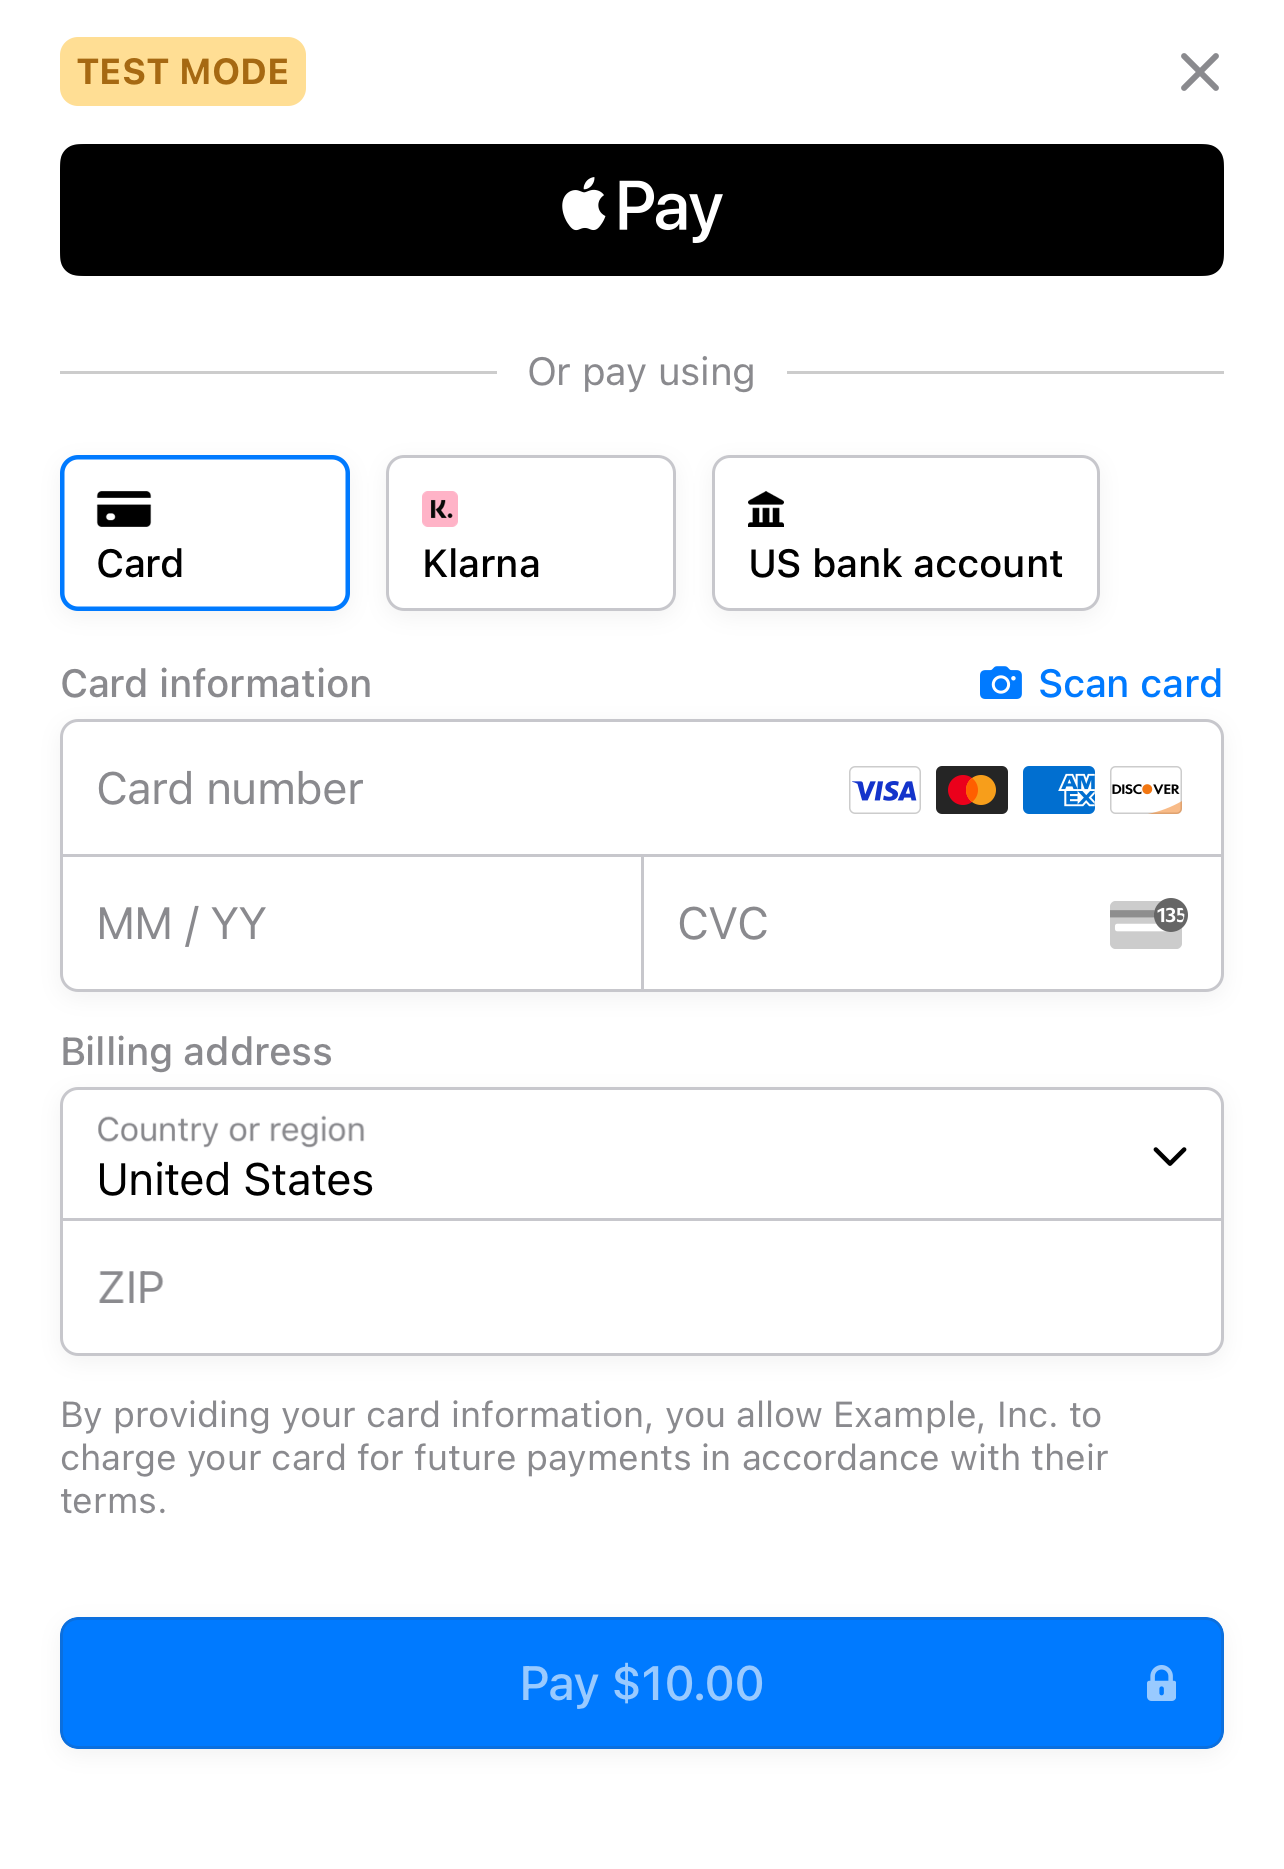 TEST MODE
Pay
Or pay using
K.
Card
Klarna
US bank account
Card information
Scan card
Card number
VISA
AM
EX
DISCOVER
MM / YY
CVC
135
Billing address
Country or region
United States
ZIP
By providing your card information, you allow Example, Inc. to
charge your card for future payments in accordance with their
terms.
Pay $10.00